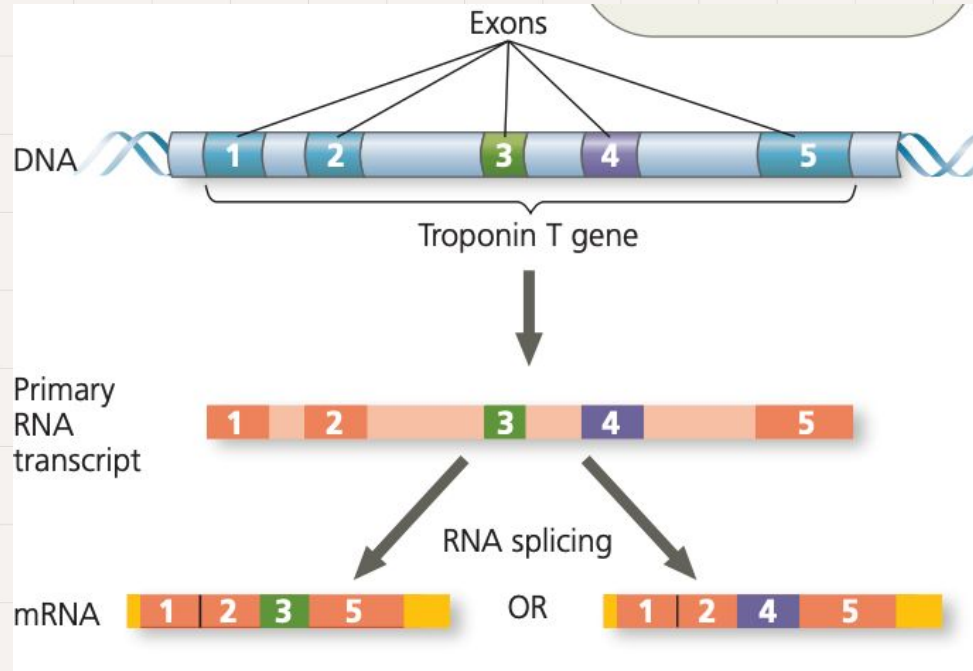 Exons
DNA 1 2 3 4 5
Troponin T gene
Primary
RNA
transcript
1 2 3 4 5
RNA splicing
mRNA 1 2 3 5 OR 1 2 4 5